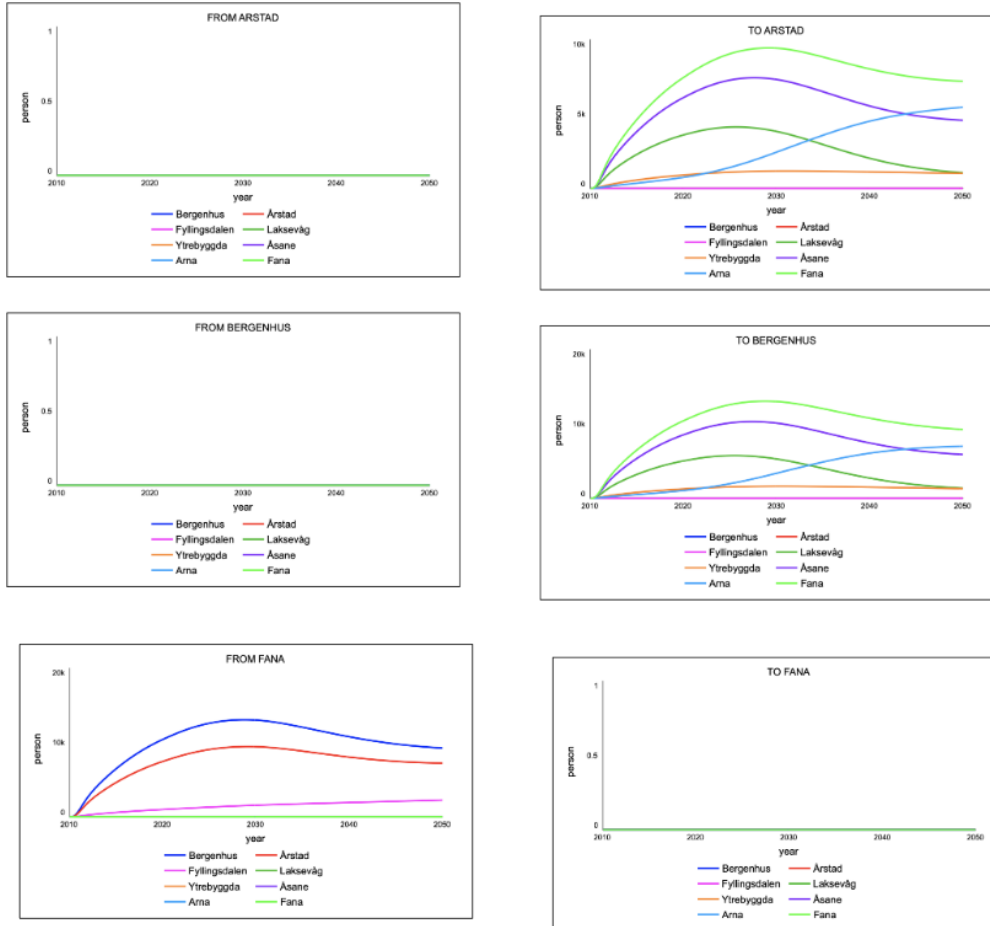 FROM ARSTAD
1
0.5
0
person
2010 2020 2030 2040 2050
year
Bergenhus Årstad
Fyllingsdalen Laksevåg
Ytrebyggda Åsane
Arna Fana
TO ARSTAD
10k
5k
0
person
2010 2020 2030 2040 2050
year
Bergenhus Årstad
Fyllingsdalen Laksevåg
Ytrebyggda Åsane
Arna Fana
FROM BERGENHUS
1
0.5
0
person
2010 2020 2030 2040 2050
year
Bergenhus Årstad
Fyllingsdalen Laksevåg
Ytrebyggda Åsane
Arna Fana
TO BERGENHUS
20k
10k
0
person
2010 2020 2030 2040 2050
year
Bergenhus Årstad
Fyllingsdalen Laksevåg
Ytrebyggda Åsane
Arna Fana
FROM FANA
20k
10k
0
person
2010 2020 2030 2040 2050
year
Bergenhus Årstad
Fyllingsdalen Laksevåg
Ytrebyggda Åsane
Arna Fana
TO FANA
1
0.5
0
person
2010 2020 2030 2040 2050
year
Bergenhus Årstad
Fyllingsdalen Laksevåg
Ytrebyggda Åsane
Arna Fana